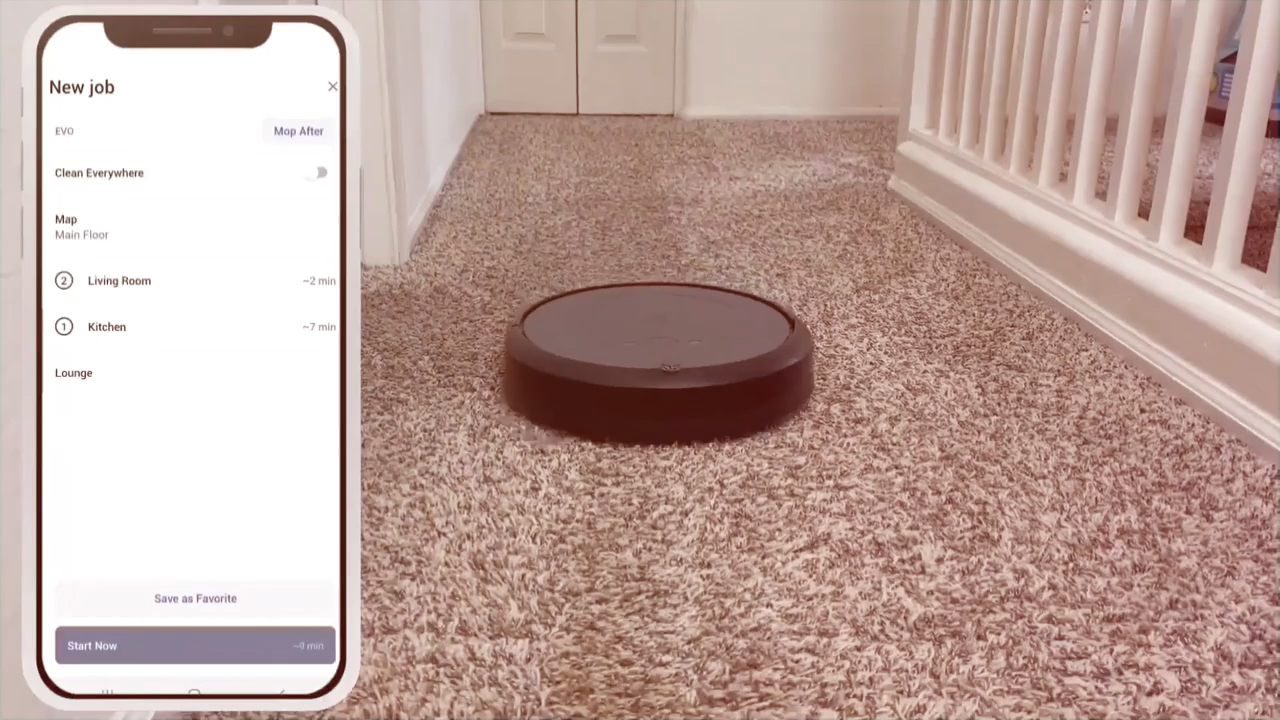 New job ×
EVO Mop After
Clean Everywhere
Map
Main Floor
2 Living Room ~2 min
1 Kitchen ~7 min
Lounge
Save as Favorite
Start Now